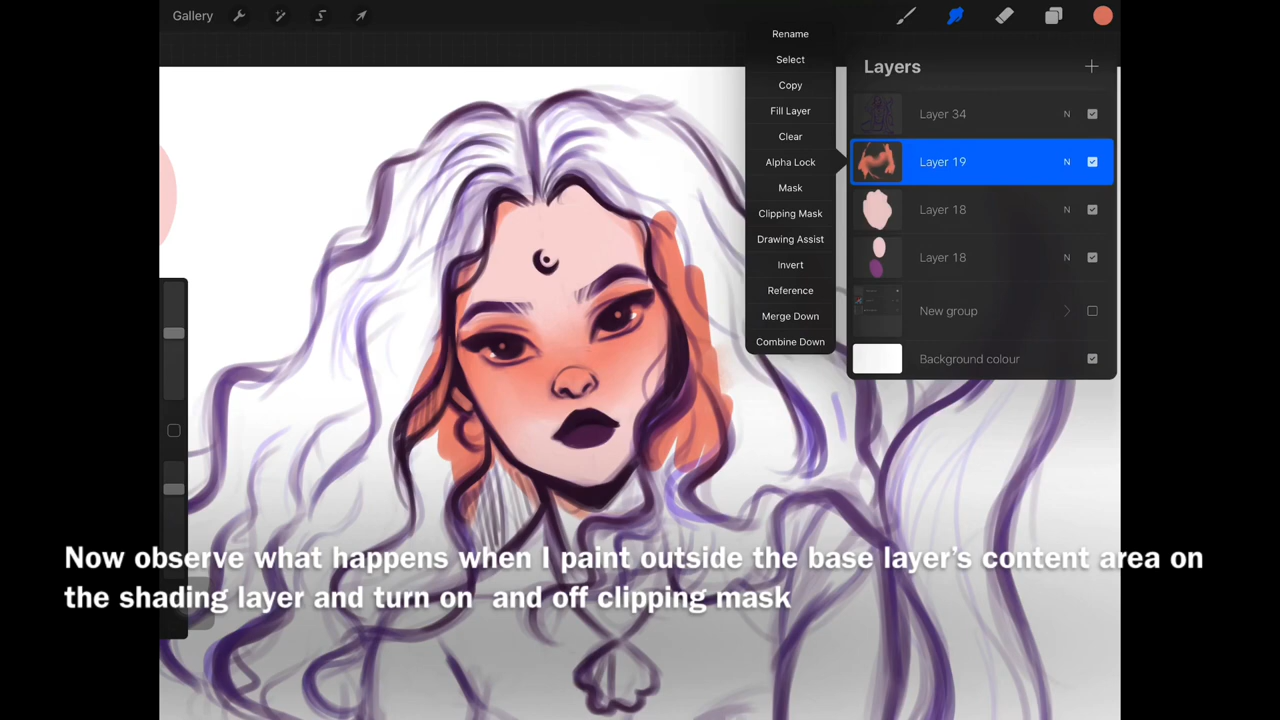 Gallery
Rename
Select
Copy
Fill Layer
Clear
Alpha Lock
Mask
Clipping Mask
Drawing Assist
Invert
Reference
Merge Down
Combine Down
Layers
Layer 34 N
Layer 19 N
Layer 18 N
Layer 18 N
New group
Background colour
Now observe what happens when I paint outside the base layer's content area on
the shading layer and turn on and off clipping mask